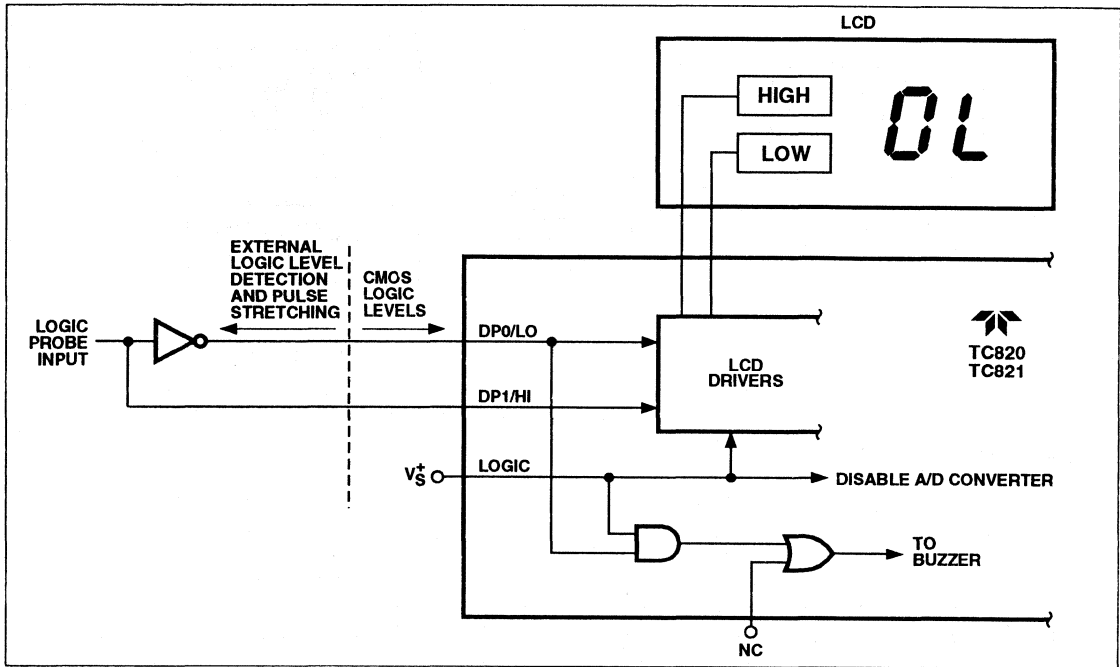 LCD
HIGH
LOW
OL
EXTERNAL
LOGIC LEVEL
DETECTION
AND PULSE
STRETCHING
CMOS
LOGIC
LEVELS
LOGIC
PROBE
INPUT
DP0/LO
DP1/HI
LCD
DRIVERS
TC820
TC821
V+S
LOGIC
DISABLE A/D CONVERTER
TO
BUZZER
NC